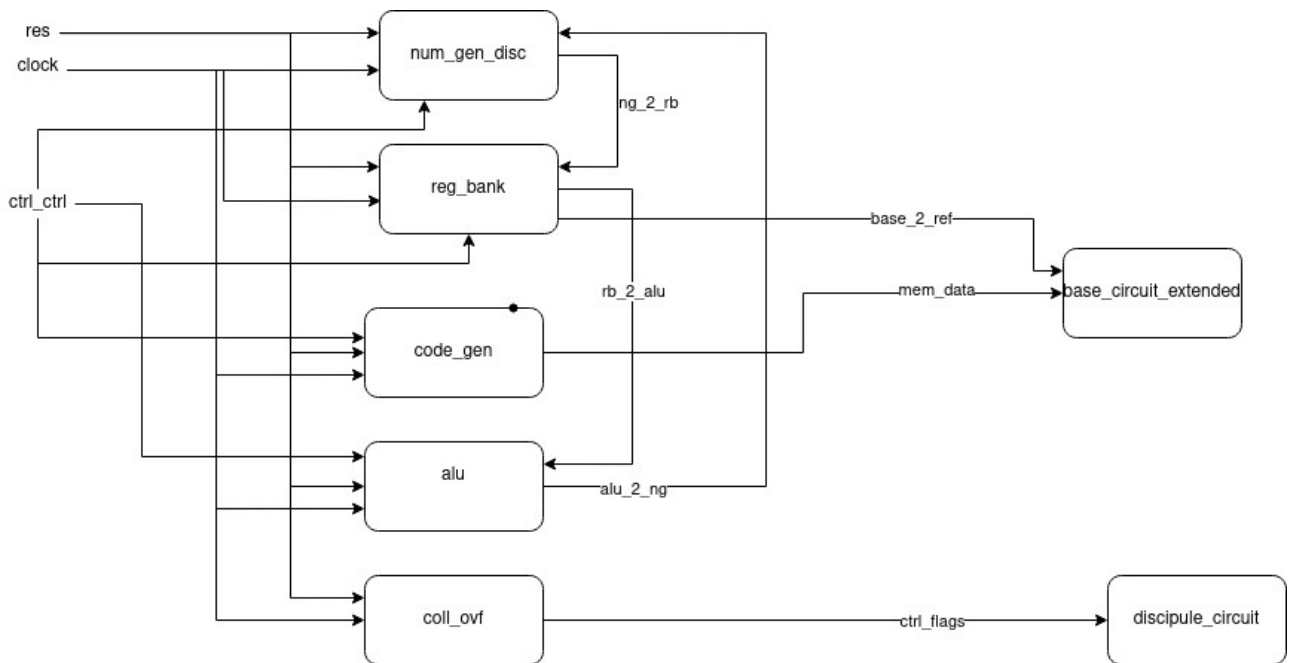 res
num_gen_disc
clock
ng_2_rb
reg_bank
ctrl_ctrl
base_2_ref
rb_2_alu
mem_data
base_circuit_extended
code_gen
alu
alu_2_ng
coll_ovf
ctrl_flags
discipule_circuit